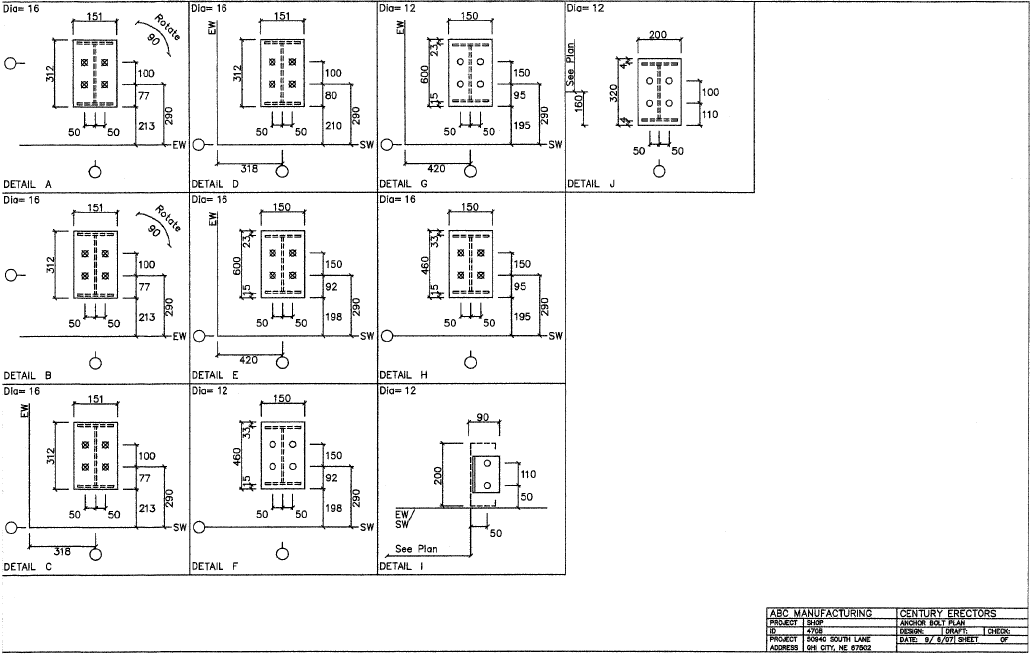 Dia= 16
151
Rotate
90
312
100
77
213
290
50 50
EW
DETAIL A
Dia= 16
EW
151
312
100
80
210
290
50 50
SW
318
DETAIL D
Dia= 12
EW
150
23
600
15
150
95
195
290
50 50
SW
420
DETAIL G
Dia= 12
See Plan
160
200
4
320
4
100
110
50 50
DETAIL J
Dia= 16
151
Rotate
90
312
100
77
213
290
50 50
EW
DETAIL B
Dia= 16
EW
150
23
600
15
150
92
198
290
50 50
SW
420
DETAIL E
Dia= 16
150
33
460
15
150
95
195
290
50 50
SW
DETAIL H
Dia= 16
EW
151
312
100
77
213
290
50 50
SW
318
DETAIL C
Dia= 12
150
33
460
15
150
92
198
290
50 50
SW
DETAIL F
Dia= 12
90
200
110
50
EW/
SW
50
See Plan
DETAIL I
ABC MANUFACTURING CENTURY ERECTORS
PROJECT SHOP ANCHOR BOLT PLAN
ID 4708 DESIGN: DRAFT: CHECK:
PROJECT 50940 SOUTH LANE DATE: 9/ 6/07 SHEET OF
ADDRESS GHI CITY, NE 67502